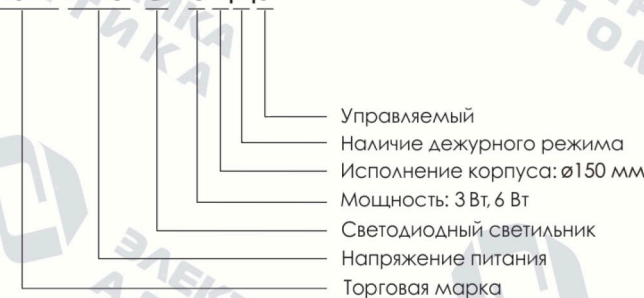 Управляемый
Наличие дежурного режима
Исполнение корпуса: ø150 мм
Мощность: 3 Вт, 6 Вт
Светодиодный светильник
Напряжение питания
Торговая марка